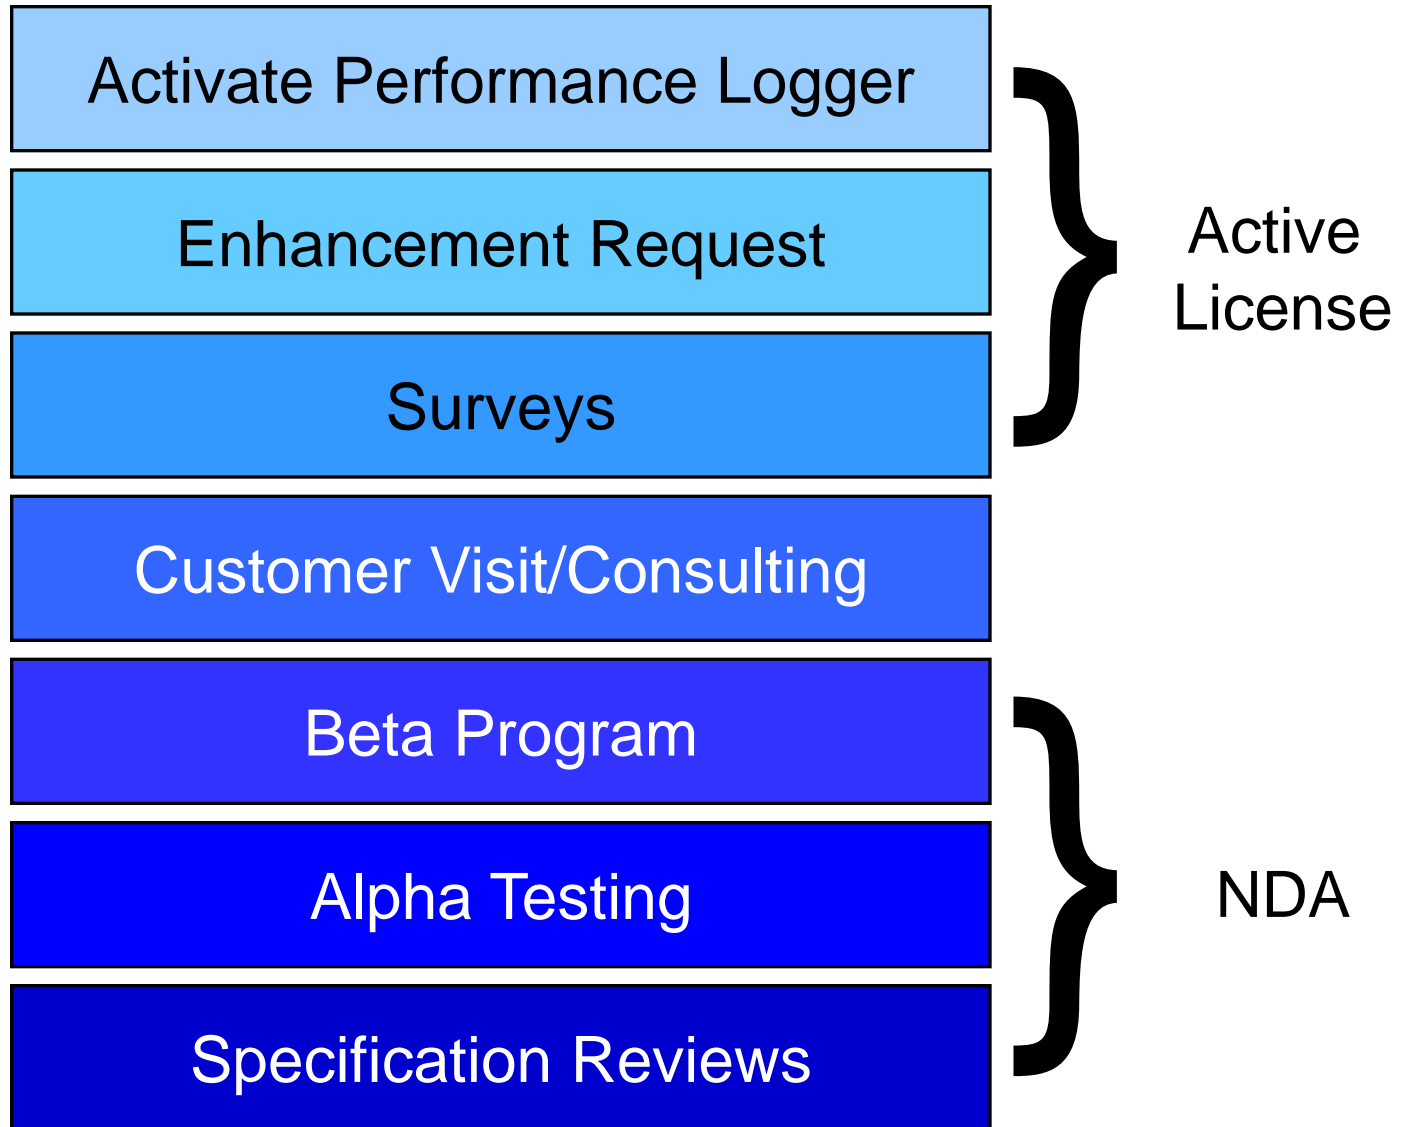 Activate Performance Logger
Enhancement Request
Surveys
Active
License
Customer Visit/Consulting
Beta Program
Alpha Testing
Specification Reviews
NDA